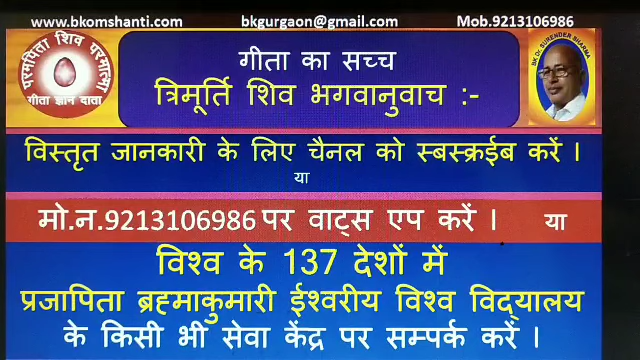 www.bkomshanti.com bkgurgaon@gmail.com Mob.9213106986
परमपिता शिव परमात्मा
गीता ज्ञान दाता
गीता का सच्च
त्रिमूर्ति शिव भगवानुवाच :-
BK Dr. SURENDER SHARMA
विस्तृत जानकारी के लिए चैनल को स्बस्क्रईब करें ।
या
मो.न.9213106986 पर वाट्स एप करें । या
विश्व के 137 देशों में
प्रजापिता ब्रह्माकुमारी ईश्वरीय विश्व विद्यालय
के किसी भी सेवा केंद्र पर सम्पर्क करें ।